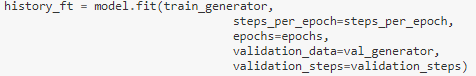 history_ft = model.fit(train_generator,
steps_per_epoch=steps_per_epoch,
epochs=epochs,
validation_data=val_generator,
validation_steps=validation_steps)